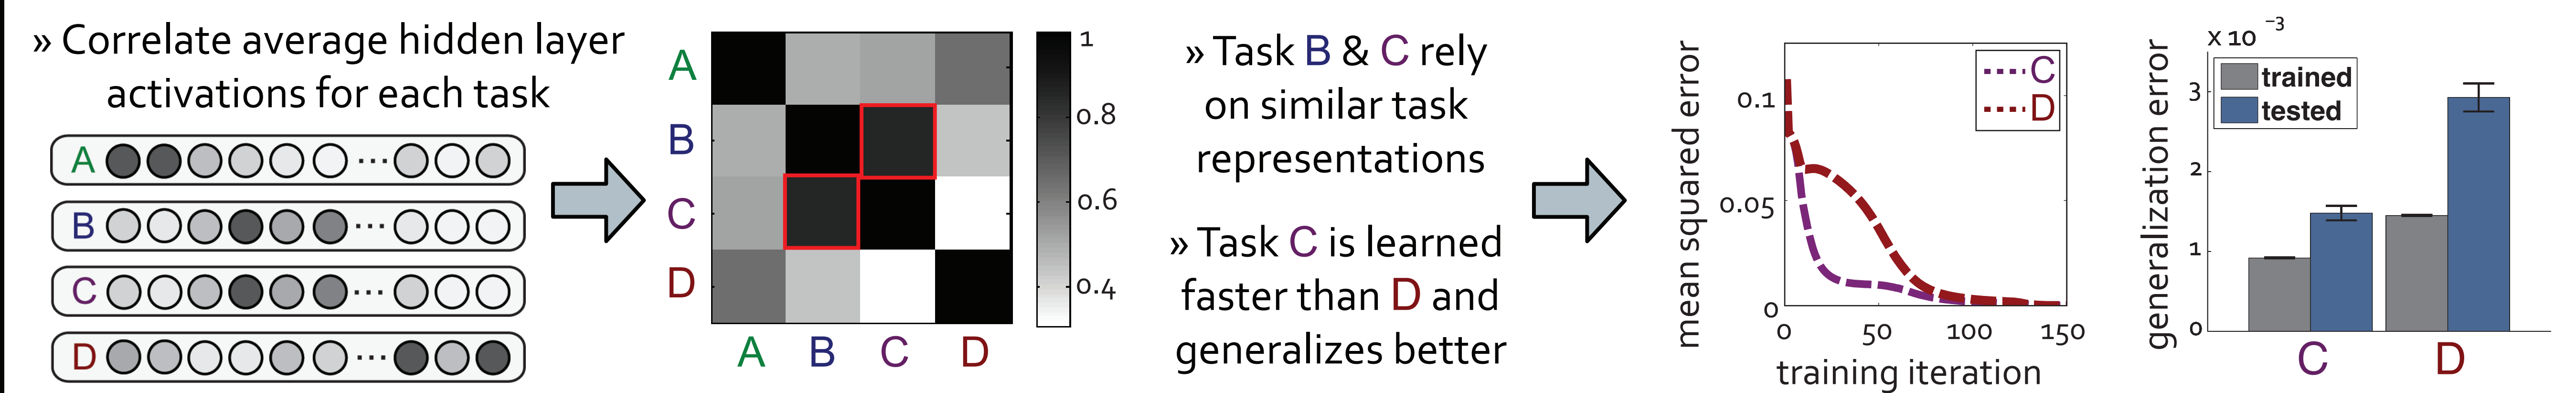 » Correlate average hidden layer
activations for each task
A
B
C
D
A
B
C
D
A B C D
1
0.8
0.6
0.4
» Task B & C rely
on similar task
representations
» Task C is learned
faster than D and
generalizes better
mean squared error
0.1
0.05
0
0 50 100 150
training iteration
C
D
generalization error
x 10 -3
3
2
1
0
trained
tested
C D